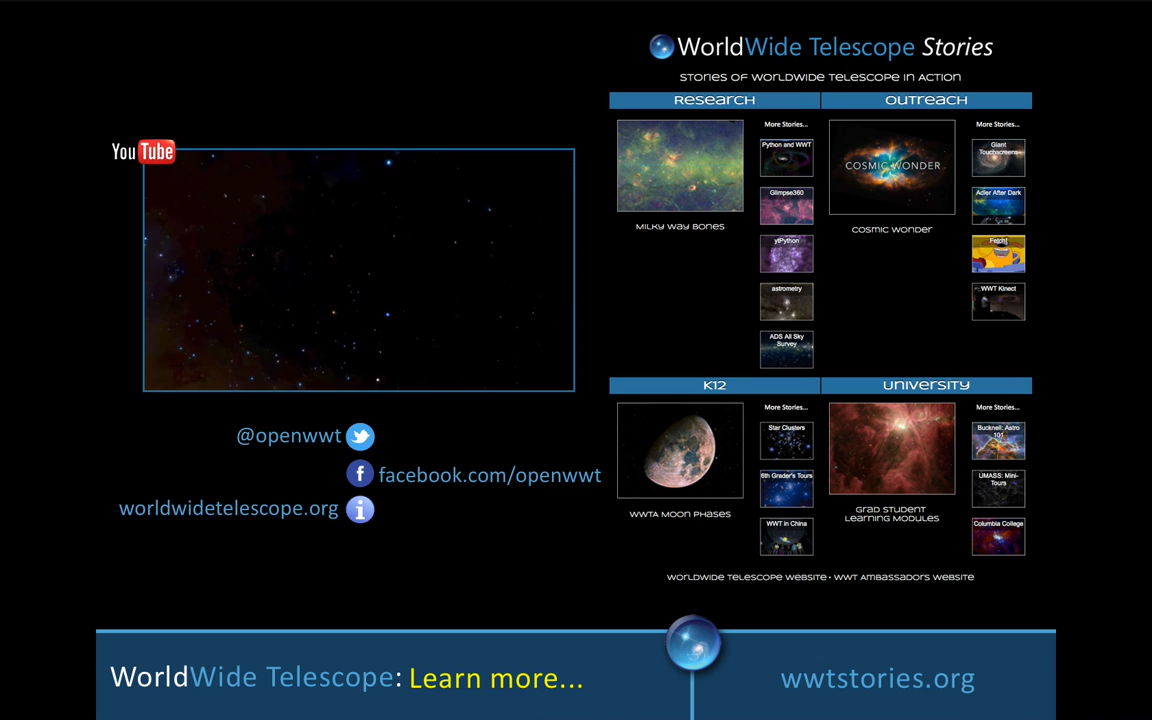 WorldWide Telescope Stories
STORIES OF WORLDWIDE TELESCOPE IN ACTION
RESEARCH
OUTREACH
More Stories...
Python and WWT
Glimpse360
ytPython
astrometry
ADS All Sky
Survey
MILKY WAY BONES
COSMIC WONDER
COSMIC WONDER
More Stories...
Giant
Touchscreens
Adler After Dark
Fetch!
WWT Kinect
You Tube
K12
UNIVERSITY
More Stories...
Star Clusters
6th Grader's Tours
WWT in China
WWTA MOON PHASES
GRAD STUDENT
LEARNING MODULES
More Stories...
Bucknell: Astro
101
UMASS: Mini-
Tours
Columbia College
@openwwt
facebook.com/openwwt
worldwidetelescope.org
WORLDWIDE TELESCOPE WEBSITE • WWT AMBASSADORS WEBSITE
WorldWide Telescope: Learn more...
wwtstories.org